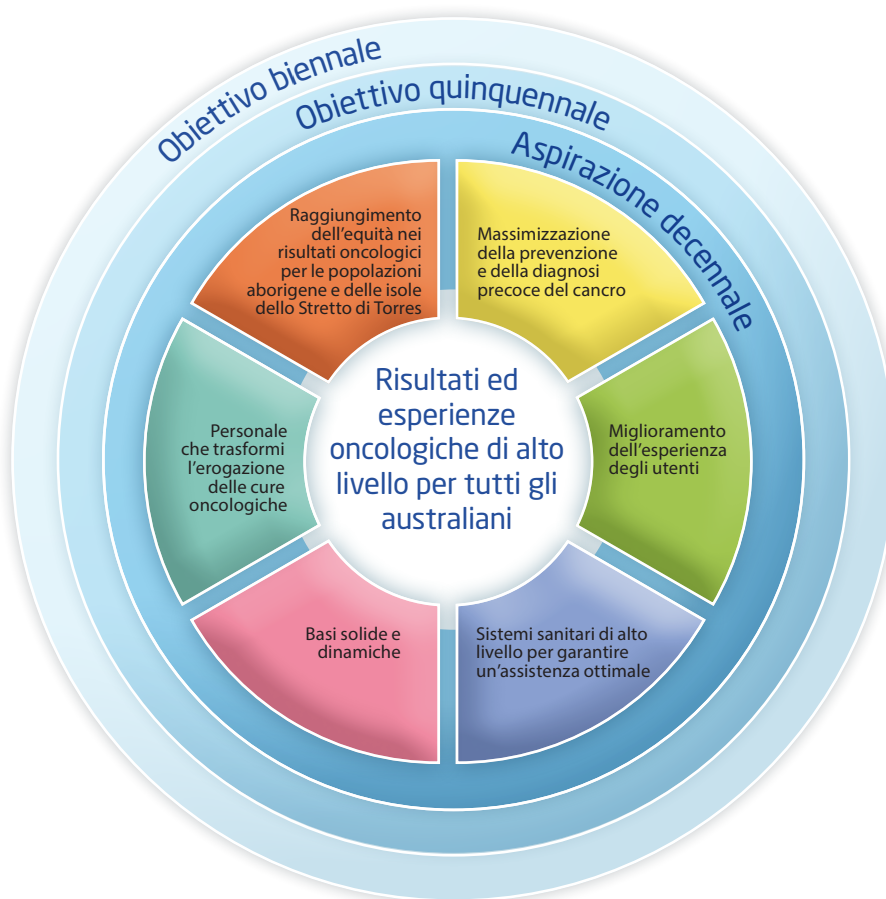 Obiettivo biennale
Obiettivo quinquennale
Aspirazione decennale
Raggiungimento
dell'equità nei
risultati oncologici
per le popolazioni
aborigene e delle isole
dello Stretto di Torres
Massimizzazione
della prevenzione
e della diagnosi
precoce del cancro
Personale
che trasformi
l'erogazione
delle cure
oncologiche
Risultati ed
esperienze
oncologiche di alto
livello per tutti gli
australiani
Miglioramento
dell'esperienza
degli utenti
Basi solide e
dinamiche
Sistemi sanitari di alto
livello per garantire
un'assistenza ottimale